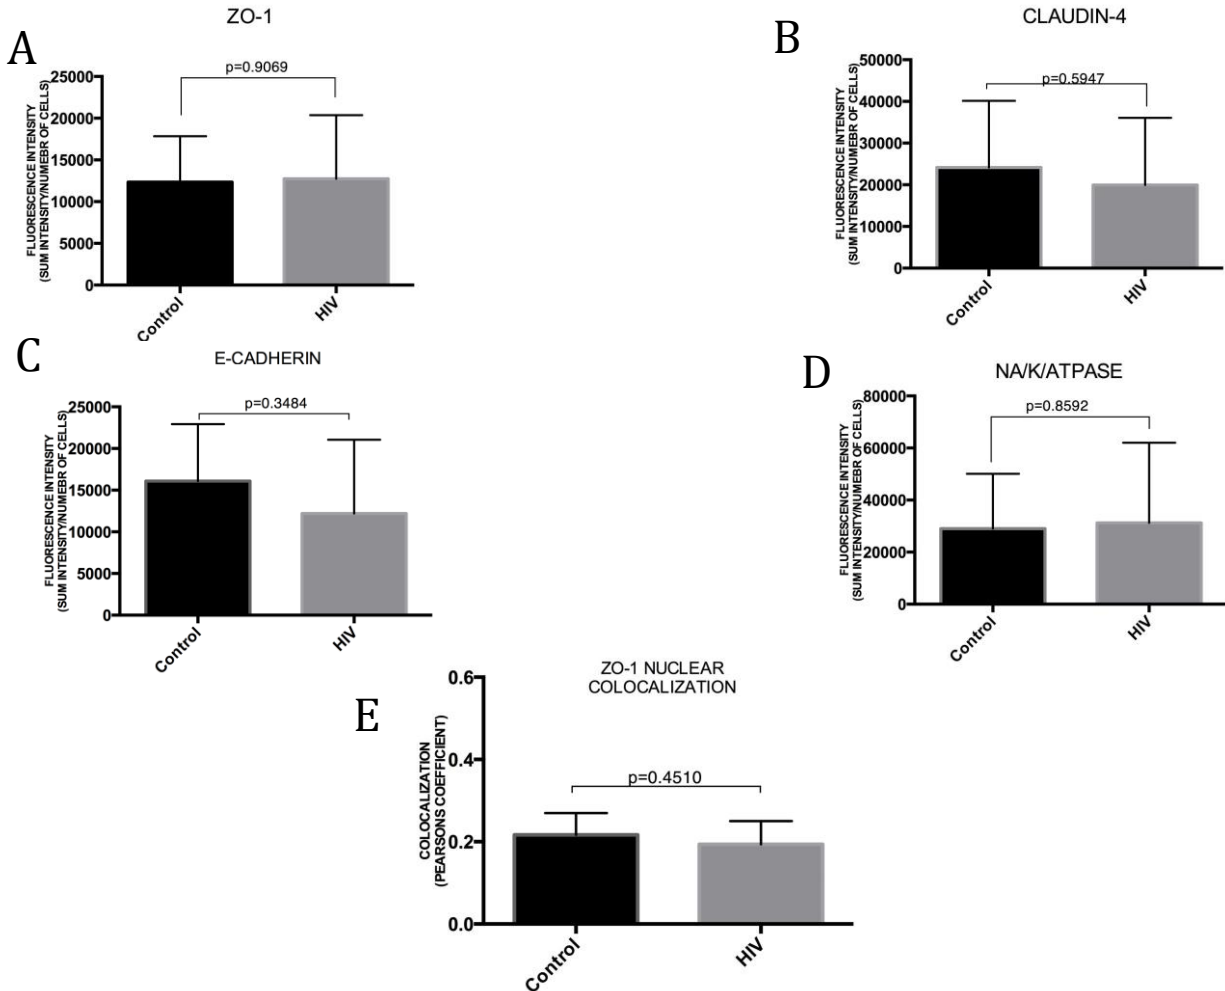 A
ZO-1
FLUORESCENCE INTENSITY
(SUM INTENSITY/NUMEBR OF CELLS)
25000
20000
15000
10000
5000
0
p=0.9069
Control
HIV
B
CLAUDIN-4
FLUORESCENCE INTENSITY
(SUM INTENSITY/NUMEBR OF CELLS)
50000
40000
30000
20000
10000
0
p=0.5947
Control
HIV
C
E-CADHERIN
FLUORESCENCE INTENSITY
(SUM INTENSITY/NUMEBR OF CELLS)
25000
20000
15000
10000
5000
0
p=0.3484
Control
HIV
D
NA/K/ATPASE
FLUORESCENCE INTENSITY
(SUM INTENSITY/NUMEBR OF CELLS)
80000
60000
40000
20000
0
p=0.8592
Control
HIV
E
ZO-1 NUCLEAR
COLOCALIZATION
COLOCALIZATION
(PEARSONS COEFFICIENT)
0.6
0.4
0.2
0.0
p=0.4510
Control
HIV